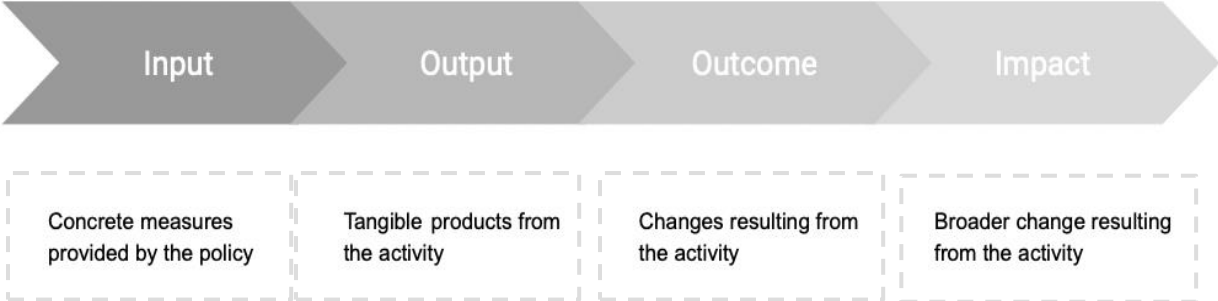 Input
Output
Outcome
Impact
Concrete measures
provided by the policy
Tangible products from
the activity
Changes resulting from
the activity
Broader change resulting
from the activity